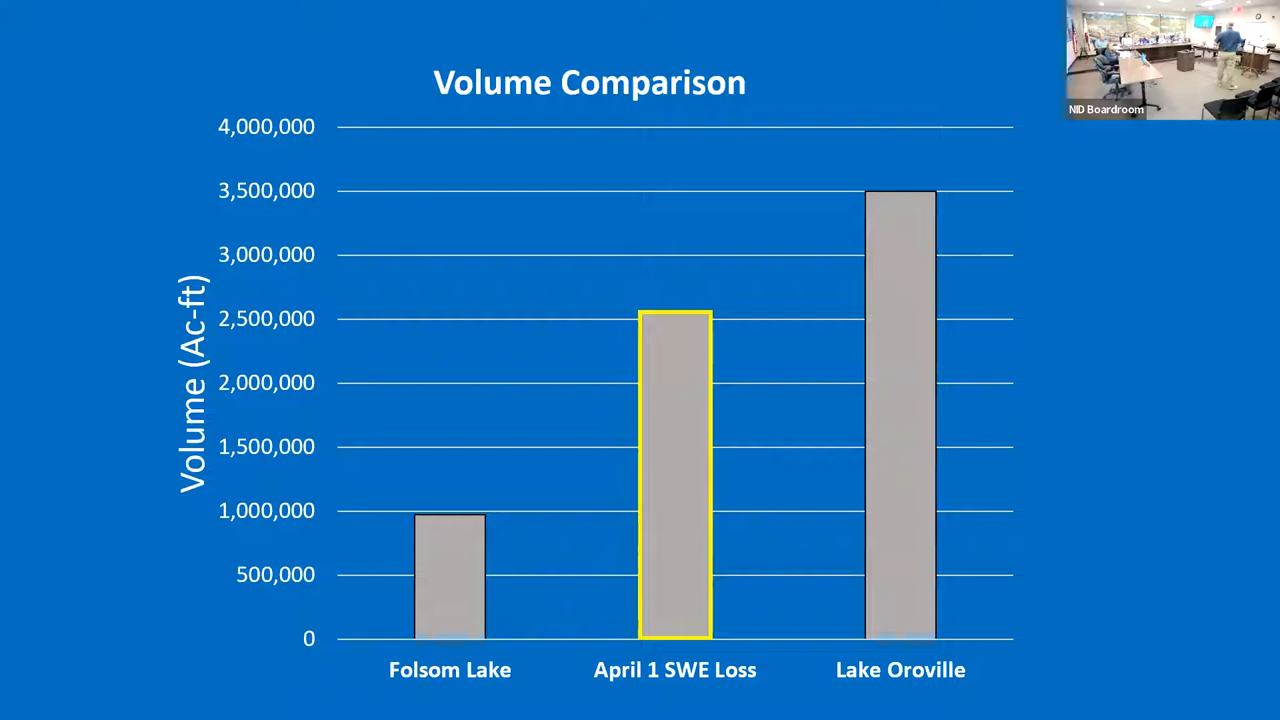 NID Boardroom
Volume Comparison
Volume (Ac-ft)
4,000,000
3,500,000
3,000,000
2,500,000
2,000,000
1,500,000
1,000,000
500,000
0
Folsom Lake
April 1 SWE Loss
Lake Oroville